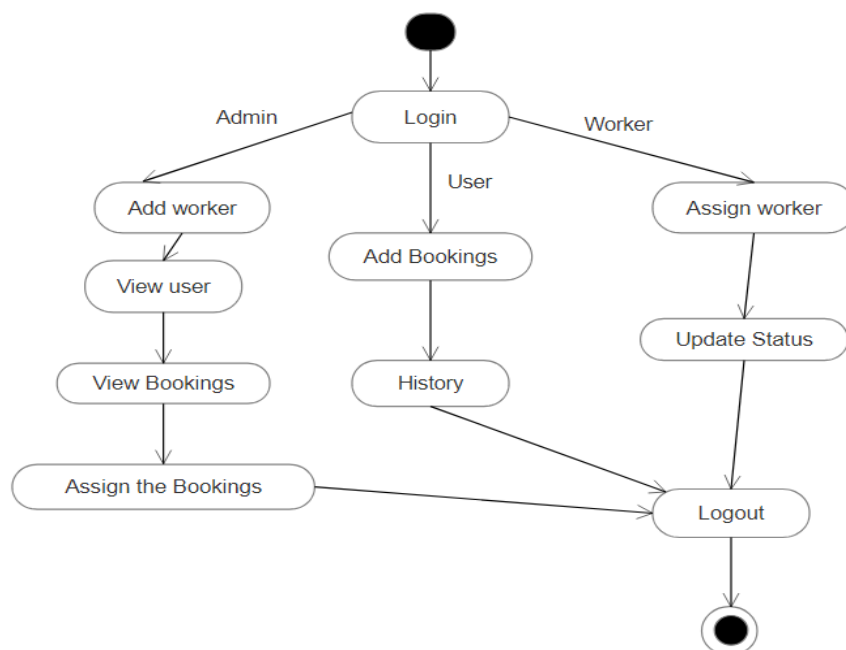 Login
Admin
Worker
User
Add worker
Assign worker
Add Bookings
View user
Update Status
View Bookings
History
Assign the Bookings
Logout